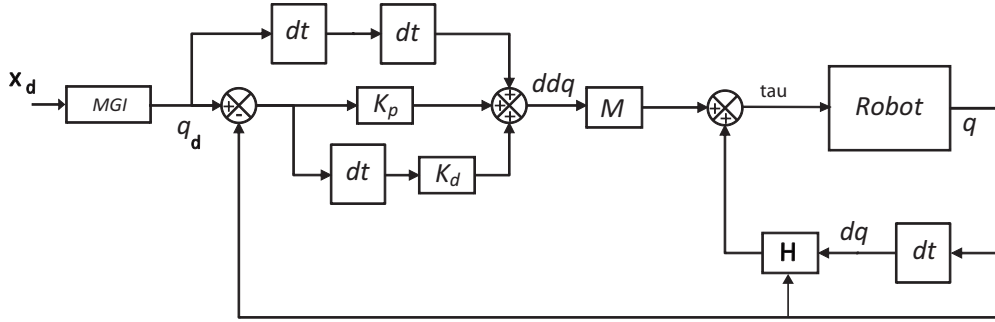 x d
MGI
q d
+
-
dt
dt
K p
dt
K d
+
+
+
ddq
M
+
+
tau
Robot
q
H
dq
dt